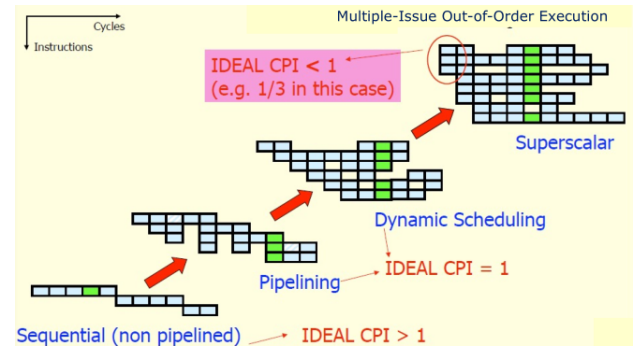 Cycles
Instructions
Multiple-Issue Out-of-Order Execution
IDEAL CPI < 1
(e.g. 1/3 in this case)
Superscalar
Dynamic Scheduling
Pipelining
IDEAL CPI = 1
Sequential (non pipelined)
IDEAL CPI > 1